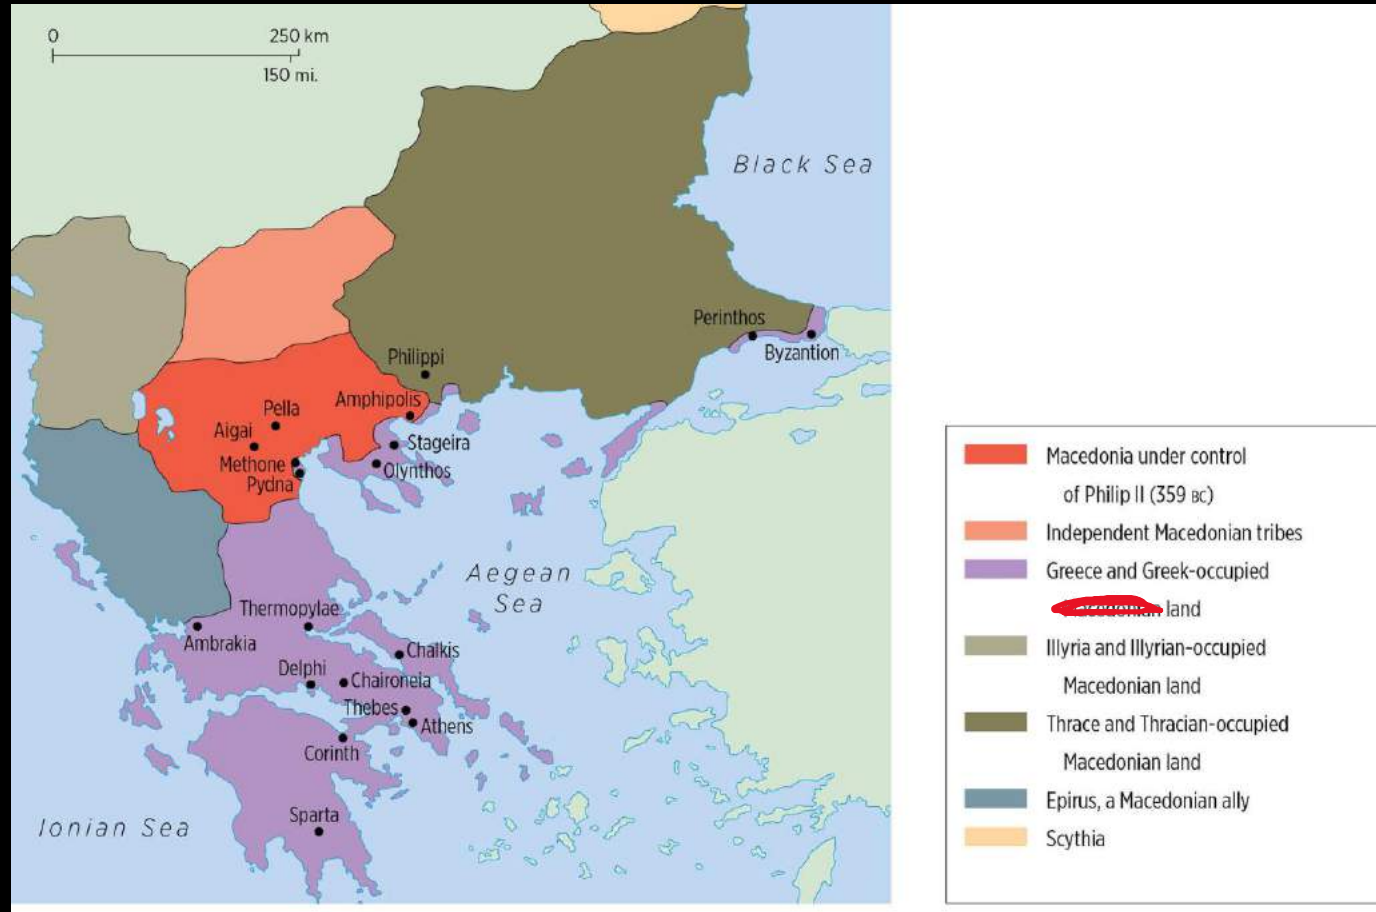 0
250 km
150 mi.
Black Sea
Perinthos
Byzantion
Philippi
Amphipolis
Pella
Aigai
Stageira
Methone
Olynthos
Pydna
Aegean
Sea
Thermopylae
Ambrakia
Chalkis
Delphi
Chaironeia
Thebes
Athens
Corinth
Sparta
Ionian Sea
Macedonia under control
of Philip II (359 BC)
Independent Macedonian tribes
Greece and Greek-occupied
land
Illyria and Illyrian-occupied
Macedonian land
Thrace and Thracian-occupied
Macedonian land
Epirus, a Macedonian ally
Scythia